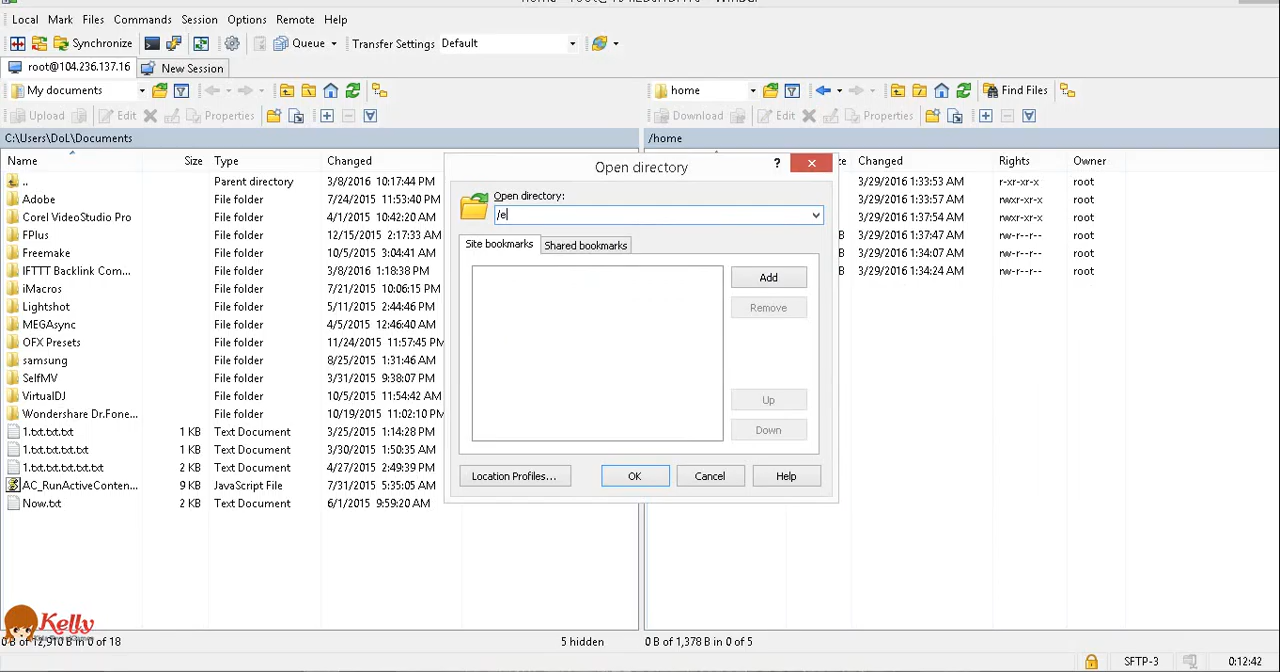 Local Mark Files Commands Session Options Remote Help
Synchronize Queue Transfer Settings Default
root@104.236.137.16 New Session
My documents home Find Files
Upload Edit Properties Download Edit Properties
C:\Users\DoL\Documents /home
Name Size Type Changed Changed Rights Owner
.. Parent directory 3/8/2016 10:17:44 PM 3/29/2016 1:33:53 AM r-xr-xr-x root
Adobe File folder 7/24/2015 11:53:40 PM 3/29/2016 1:33:57 AM rwxr-xr-x root
Corel VideoStudio Pro File folder 4/1/2015 10:42:20 AM 3/29/2016 1:37:54 AM rwxr-xr-x root
FPlus File folder 12/15/2015 2:17:33 AM B 3/29/2016 1:37:47 AM rw-r--r-- root
Freemake File folder 10/5/2015 3:04:41 AM B 3/29/2016 1:34:07 AM rw-r--r-- root
IFTTT Backlink Com... File folder 3/8/2016 1:18:38 PM B 3/29/2016 1:34:24 AM rw-r--r-- root
iMacros File folder 7/21/2015 10:06:15 PM
Lightshot File folder 5/11/2015 2:44:46 PM
MEGAsync File folder 4/5/2015 12:46:40 AM
OFX Presets File folder 11/24/2015 11:57:45 PM
samsung File folder 8/25/2015 1:31:46 AM
SelfMV File folder 3/31/2015 9:38:07 PM
VirtualDJ File folder 10/5/2015 11:54:42 AM
Wondershare Dr.Fone... File folder 10/19/2015 11:02:10 PM
1.txt.txt.txt 1 KB Text Document 3/25/2015 1:14:28 PM
1.txt.txt.txt.txt 1 KB Text Document 3/30/2015 1:50:35 AM
1.txt.txt.txt.txt.txt 2 KB Text Document 4/27/2015 2:49:39 PM
AC_RunActiveConten... 9 KB JavaScript File 7/31/2015 5:35:05 AM
Now.txt 2 KB Text Document 6/1/2015 9:59:20 AM
Open directory ?
Open directory:
/e
Site bookmarks Shared bookmarks
Add
Remove
Up
Down
Location Profiles... OK Cancel Help
Kelly
0 B of 12,910 B in 0 of 18 5 hidden 0 B of 1,378 B in 0 of 5
SFTP-3 0:12:42